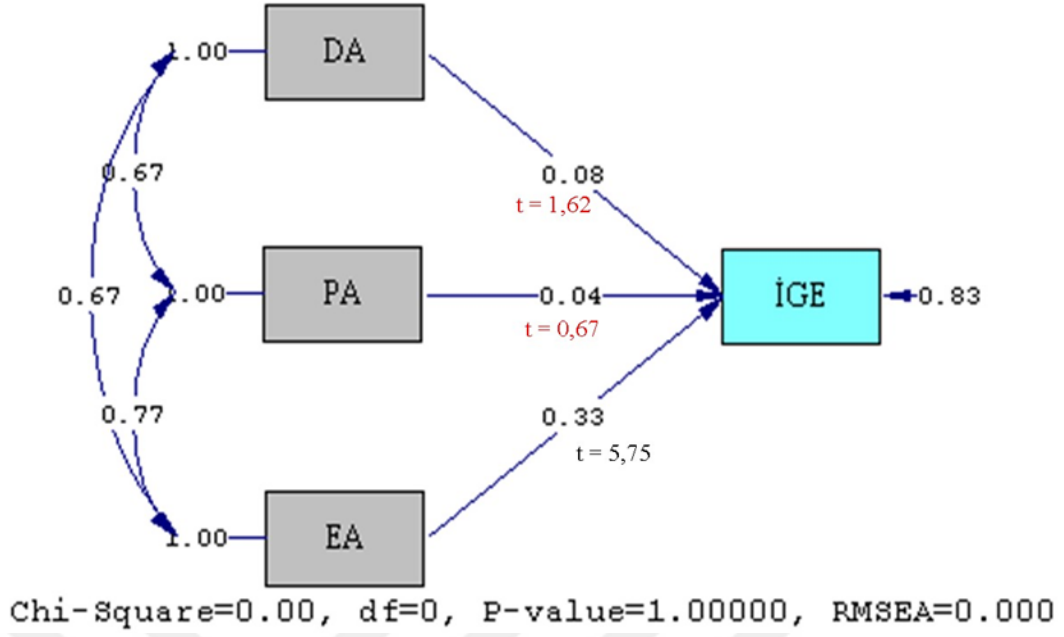 1.00
DA
0.67
0.08
t = 1,62
1.00
PA
0.67
0.04
t = 0,67
İGE
0.83
0.77
0.33
t = 5,75
1.00
EA
Chi-Square=0.00, df=0, P-value=1.00000, RMSEA=0.000